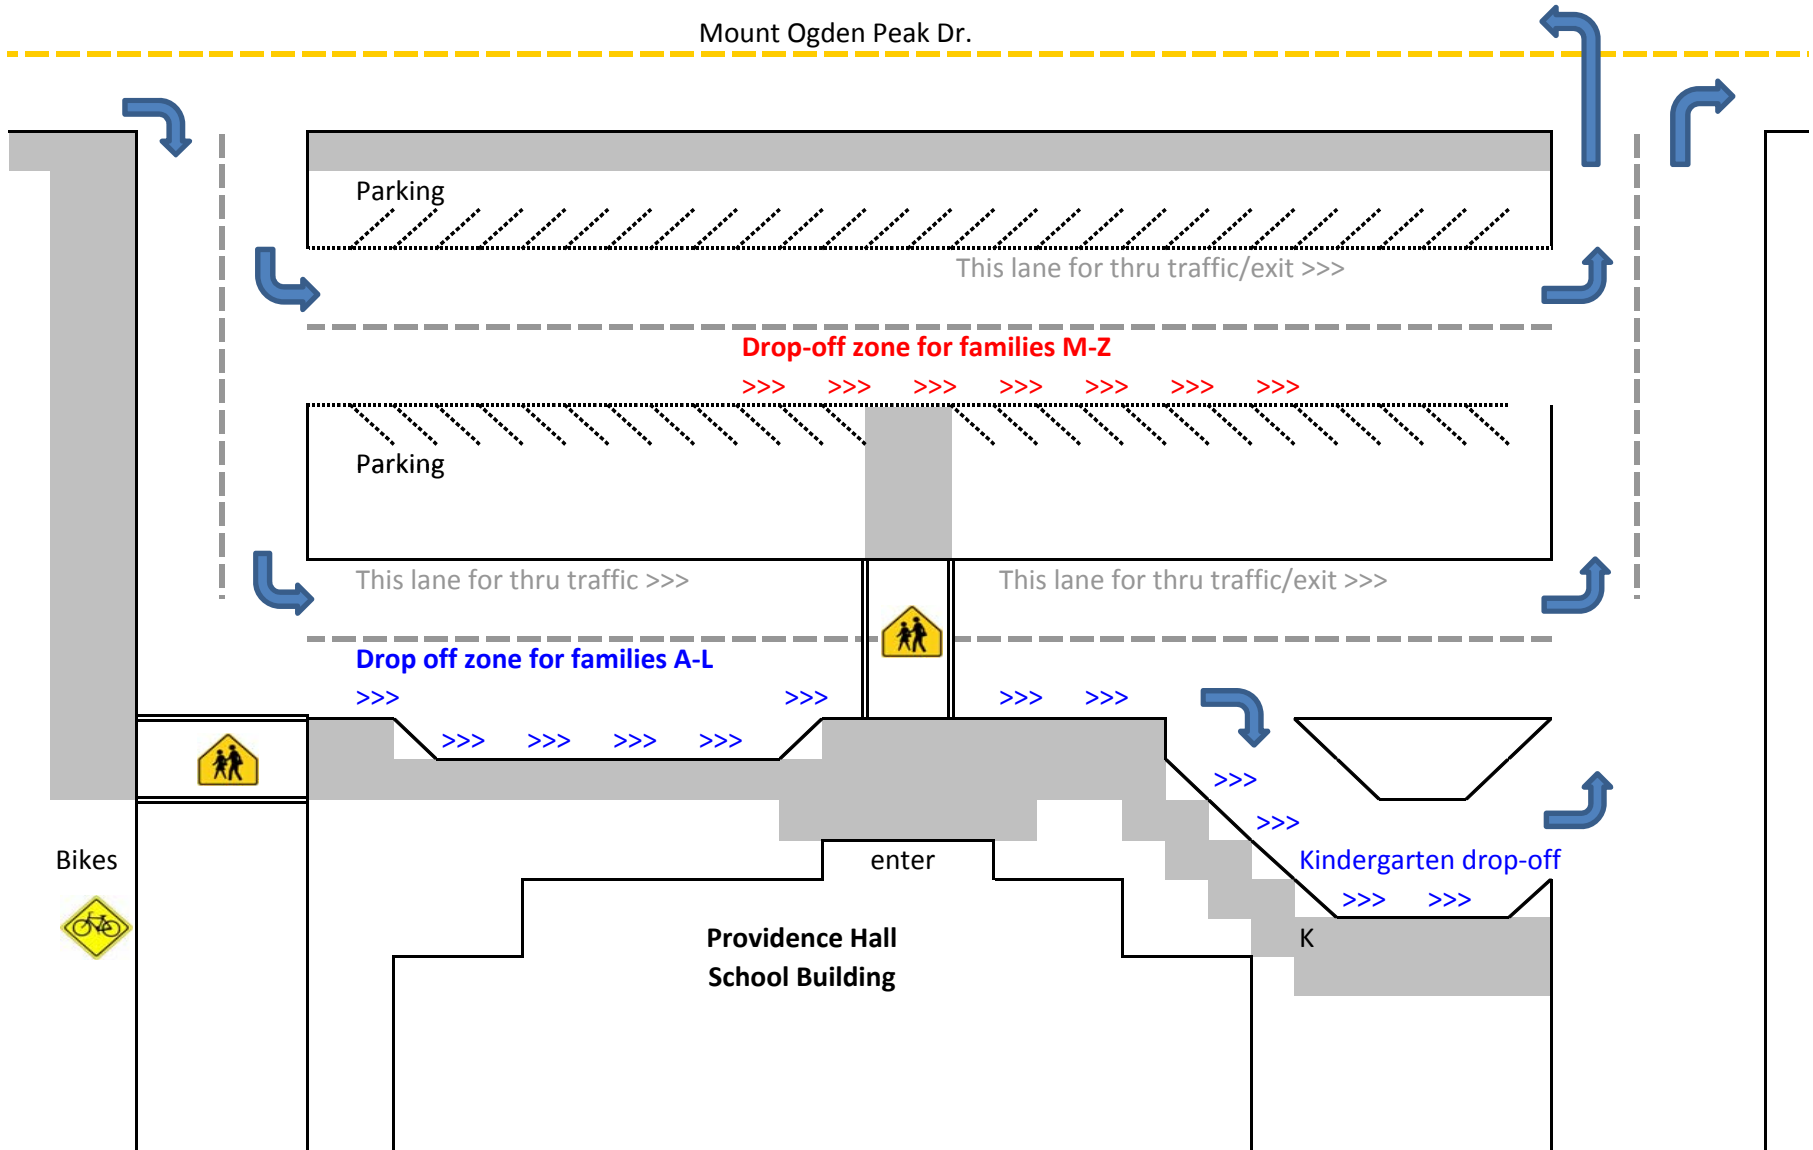 Mount Ogden Peak Dr.
Parking
This lane for thru traffic/exit >>>
Drop-off zone for families M-Z
>>> >>> >>> >>> >>> >>> >>>
Parking
This lane for thru traffic >>>
This lane for thru traffic/exit >>>
Drop off zone for families A-L
>>> >>> >>> >>>
>>> >>> >>> >>>
>>>
>>>
Bikes
enter
Kindergarten drop-off
>>> >>>
Providence Hall
School Building
K